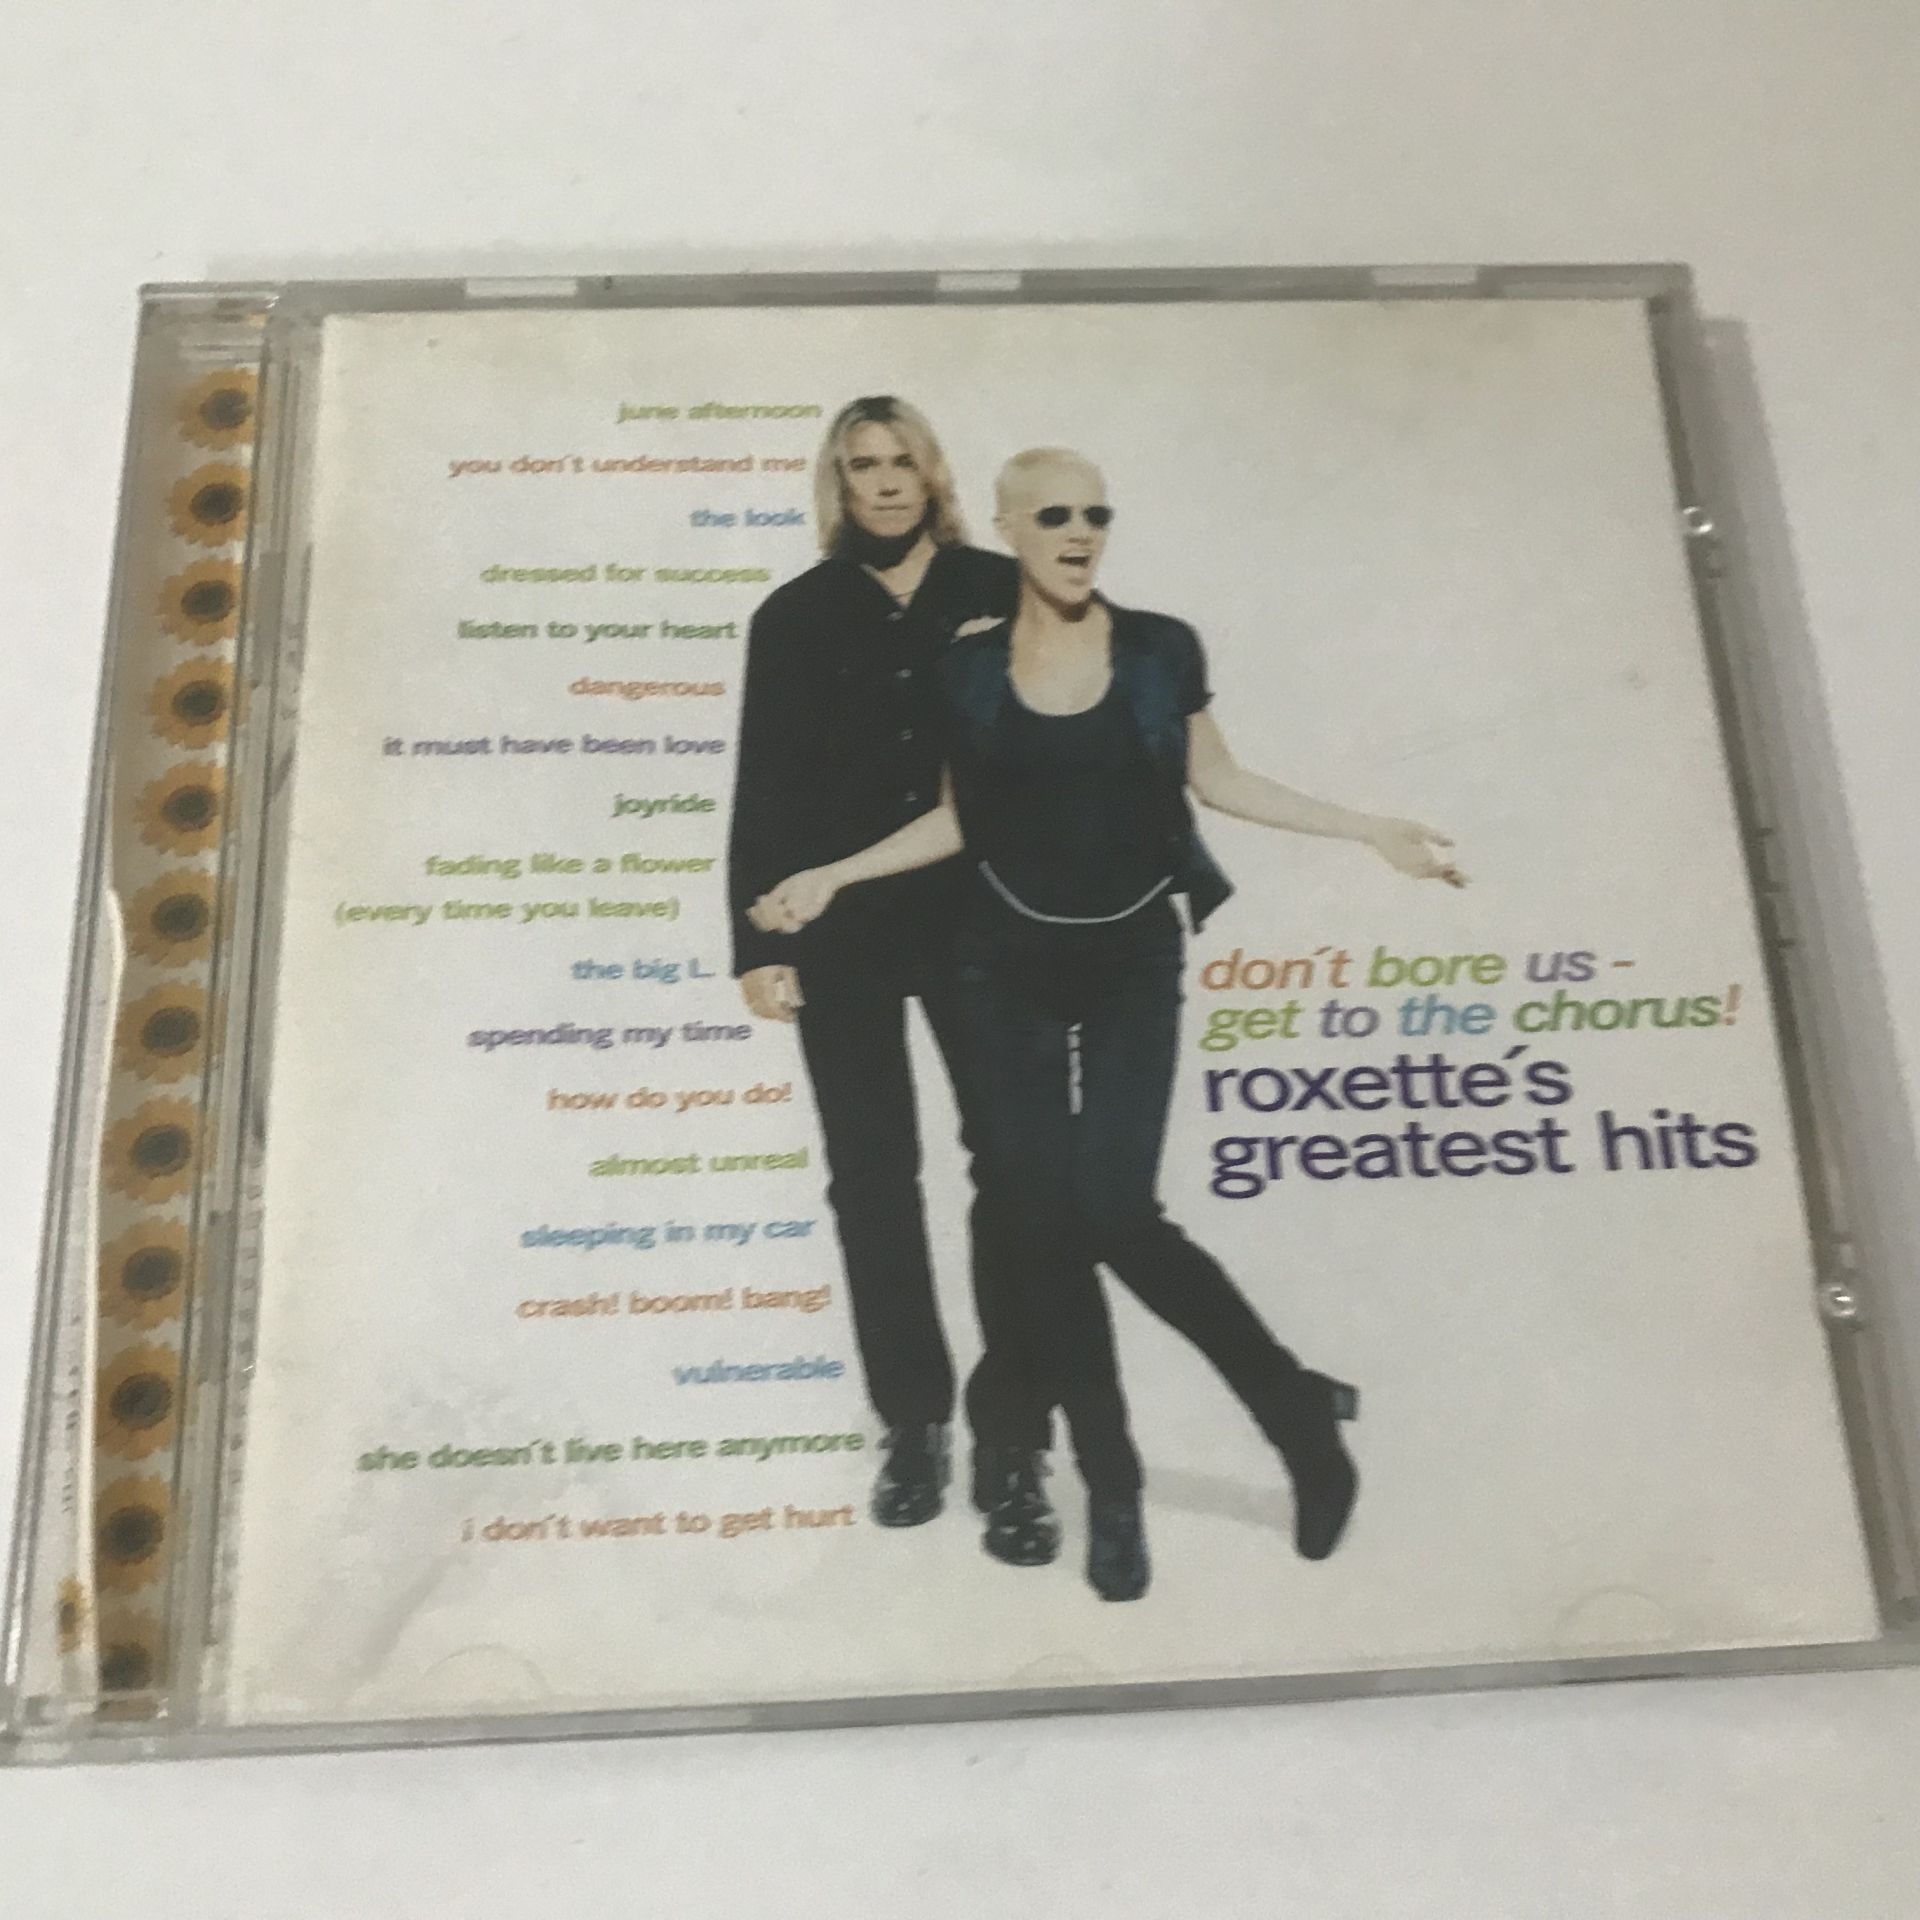 june afternoon
you don´t understand me
the look
dressed for success
listen to your heart
dangerous
it must have been love
joyride
fading like a flower
(every time you leave)
the big L.
spending my time
how do you do!
almost unreal
sleeping in my car
crash! boom! bang!
vulnerable
she doesn´t live here anymore
i don´t want to get hurt
don´t bore us -
get to the chorus!
roxette´s
greatest hits